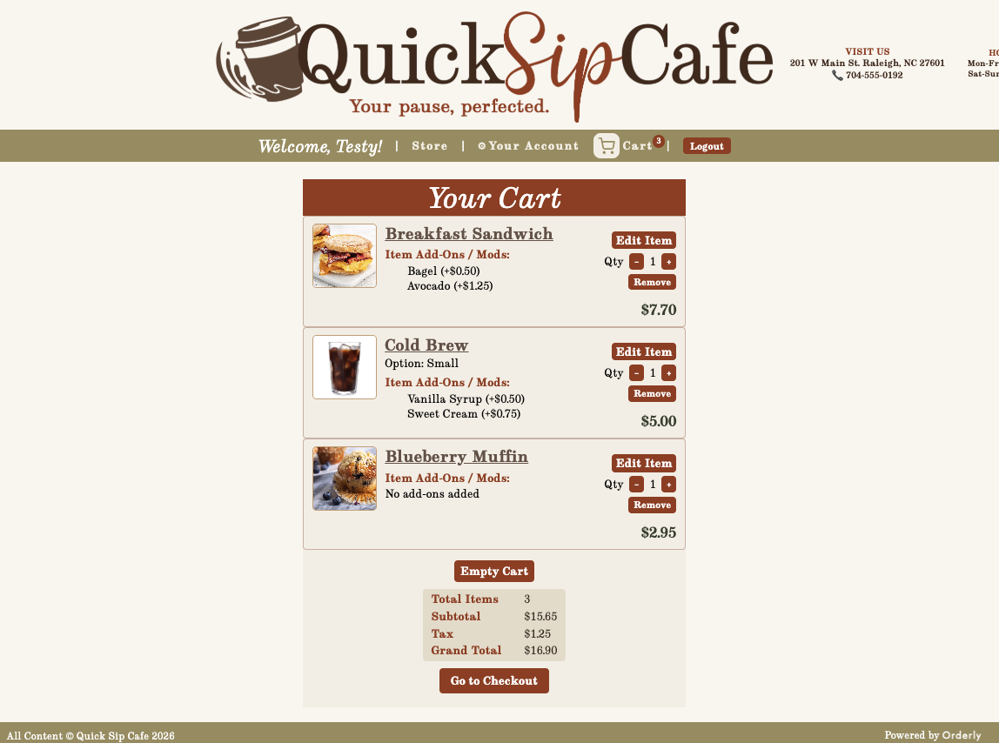 QuickSipCafe
Your pause, perfected.
VISIT US
201 W Main St. Raleigh, NC 27601
📞 704-555-0192
Mon-Fr
Sat-Sun
Welcome, Testy! | Store | ⚙ Your Account Cart 3 | Logout
Your Cart
Breakfast Sandwich
Item Add-Ons / Mods:
Bagel (+$0.50)
Avocado (+$1.25)
Edit Item
Qty - 1 +
Remove
$7.70
Cold Brew
Option: Small
Item Add-Ons / Mods:
Vanilla Syrup (+$0.50)
Sweet Cream (+$0.75)
Edit Item
Qty - 1 +
Remove
$5.00
Blueberry Muffin
Item Add-Ons / Mods:
No add-ons added
Edit Item
Qty - 1 +
Remove
$2.95
Empty Cart
Total Items 3
Subtotal $15.65
Tax $1.25
Grand Total $16.90
Go to Checkout
All Content © Quick Sip Cafe 2026
Powered by Orderly